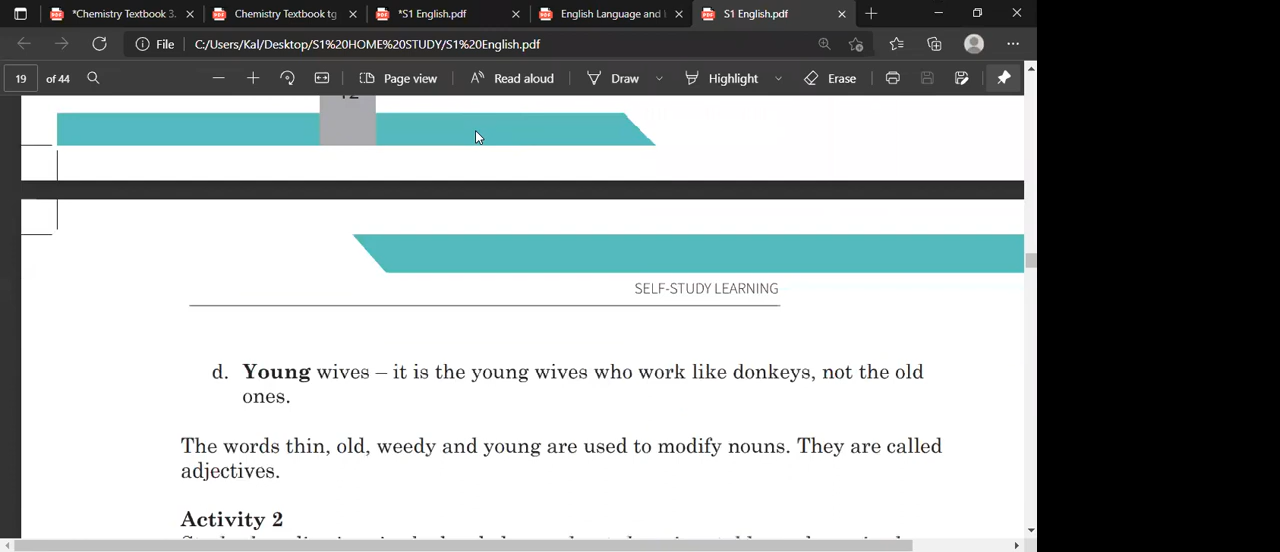 *Chemistry Textbook 3.
Chemistry Textbook tg
*S1 English.pdf
English Language and
S1 English.pdf
File
C:/Users/Kal/Desktop/S1%20HOME%20STUDY/S1%20English.pdf
19 of 44
Page view
Read aloud
Draw
Highlight
Erase
12
SELF-STUDY LEARNING
d. Young wives – it is the young wives who work like donkeys, not the old
ones.
The words thin, old, weedy and young are used to modify nouns. They are called
adjectives.
Activity 2